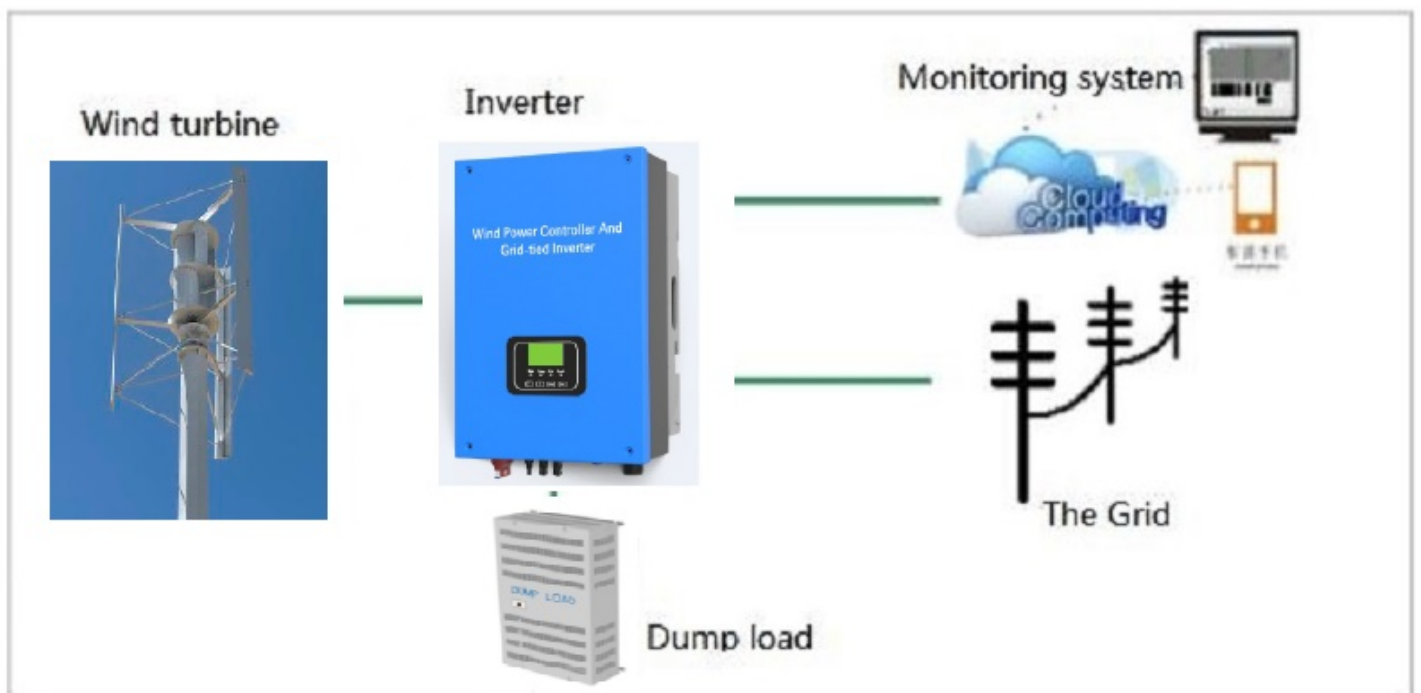 Wind turbine
Inverter
Monitoring system
Wind Power Controller And
Grid-tied Inverter
Cloud
Computing
The Grid
DUMP LOAD
Dump load